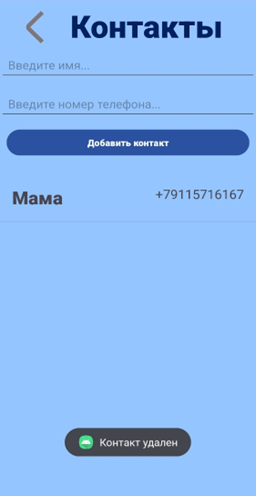 Контакты
Введите имя...
Введите номер телефона...
Добавить контакт
Мама +79115716167
Контакт удален